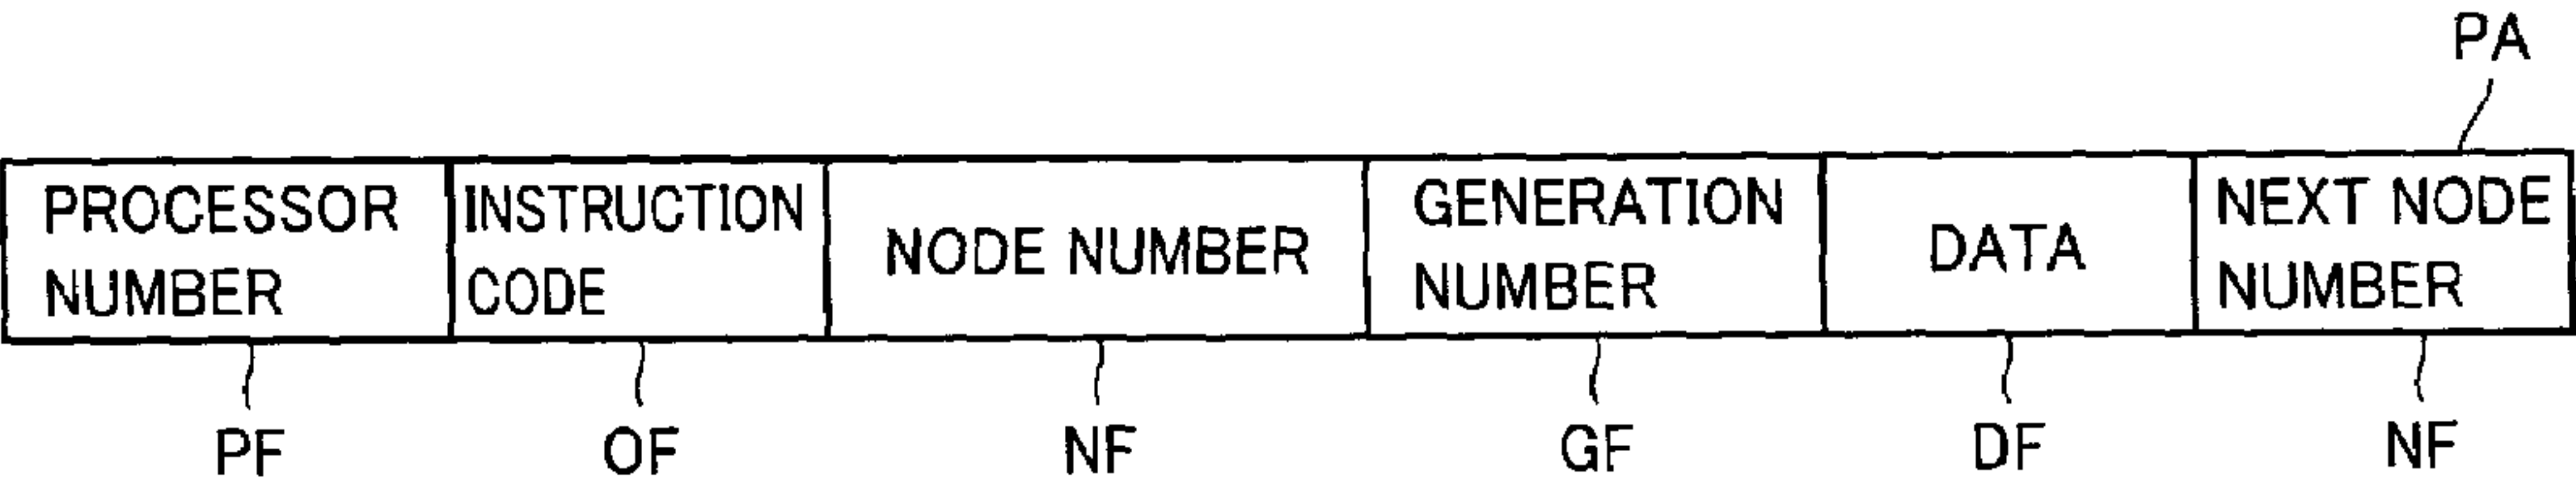 PA
PROCESSOR
NUMBER
INSTRUCTION
CODE
NODE NUMBER
GENERATION
NUMBER
DATA
NEXT NODE
NUMBER
PF
OF
NF
GF
DF
NF